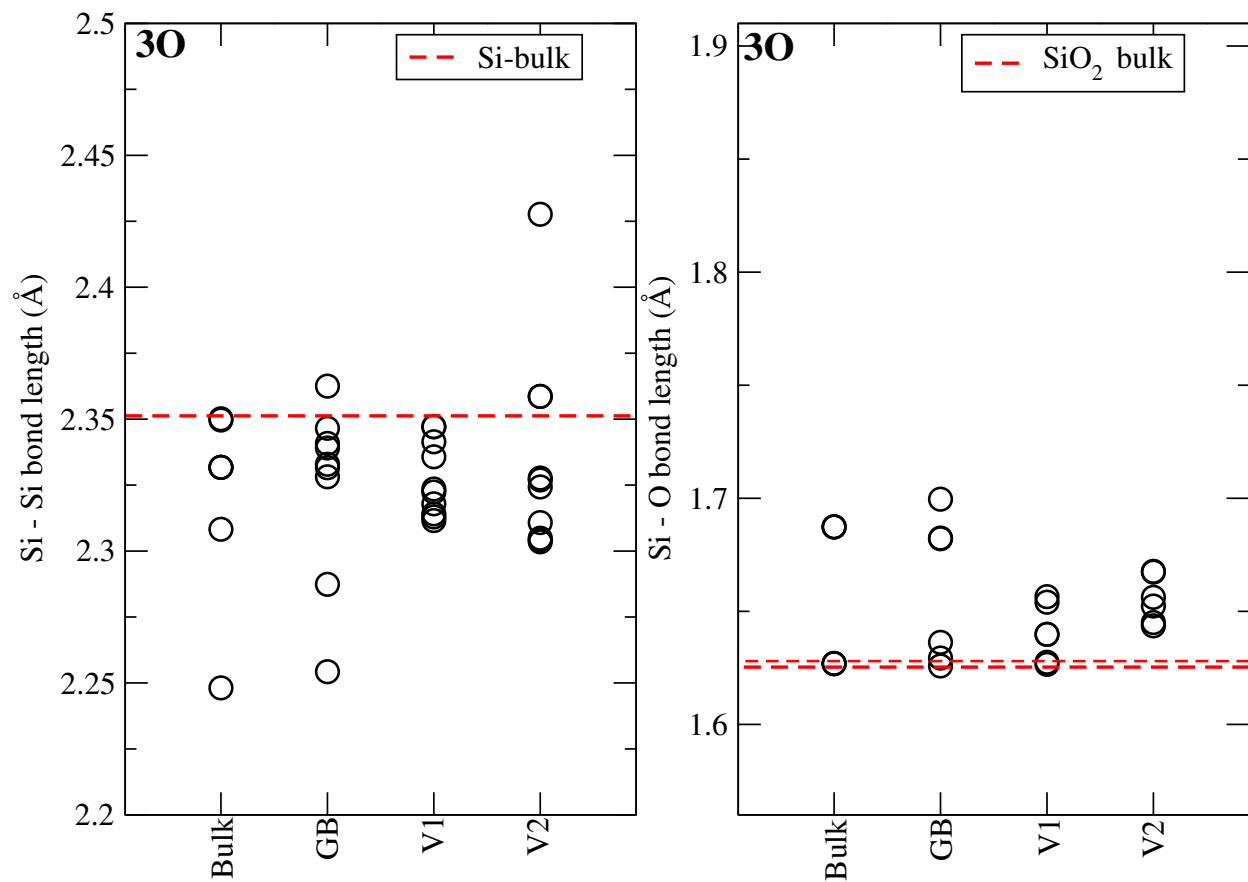 3O
Si-bulk
2.5
2.45
2.4
2.35
2.3
2.25
2.2
Si - Si bond length (Å)
Bulk
GB
V1
V2
3O
SiO₂ bulk
1.9
1.8
1.7
1.6
Si - O bond length (Å)
Bulk
GB
V1
V2